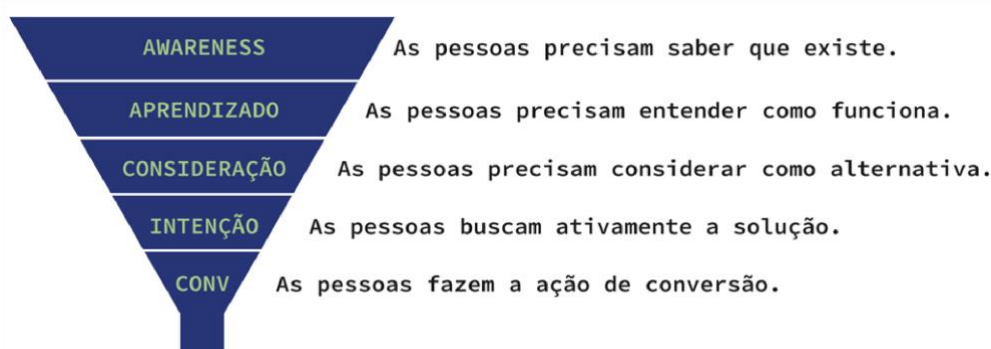 AWARENESS As pessoas precisam saber que existe.
APRENDIZADO As pessoas precisam entender como funciona.
CONSIDERAÇÃO As pessoas precisam considerar como alternativa.
INTENÇÃO As pessoas buscam ativamente a solução.
CONV As pessoas fazem a ação de conversão.